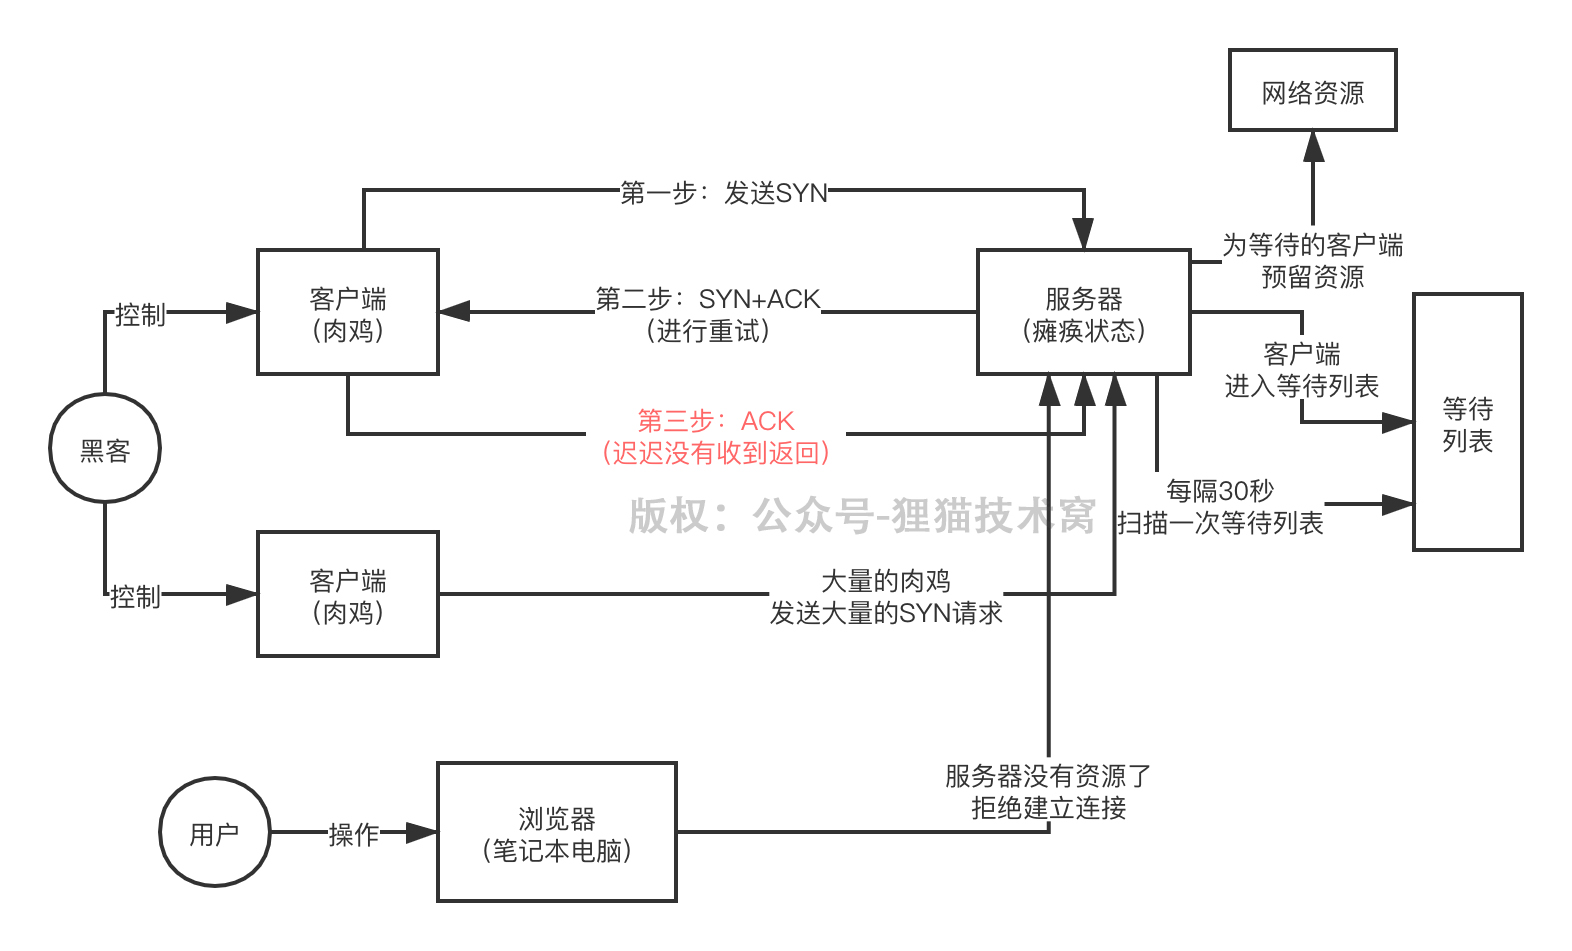 网络资源
第一步：发送SYN
为等待的客户端
预留资源
控制
客户端
（肉鸡）
第二步：SYN+ACK
（进行重试）
服务器
（瘫痪状态）
客户端
进入等待列表
等待
列表
黑客
第三步：ACK
（迟迟没有收到返回）
每隔30秒
扫描一次等待列表
版权：公众号-狸猫技术窝
控制
客户端
（肉鸡）
大量的肉鸡
发送大量的SYN请求
服务器没有资源了
拒绝建立连接
用户
操作
浏览器
（笔记本电脑）